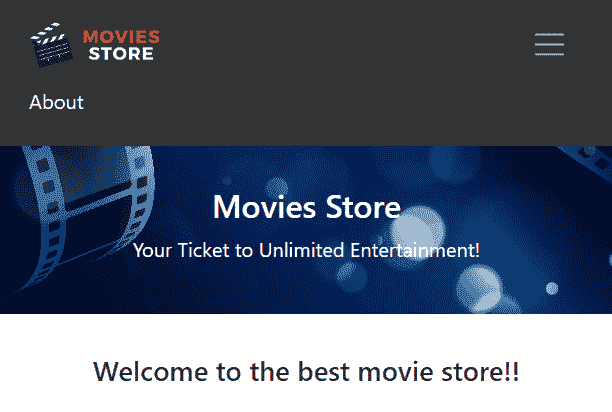 MOVIES
STORE
About
Movies Store
Your Ticket to Unlimited Entertainment!
Welcome to the best movie store!!